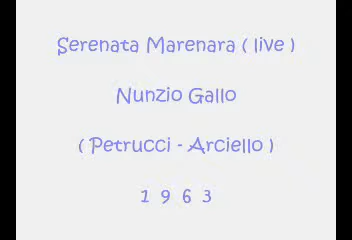 Serenata Marenara ( live )
Nunzio Gallo
( Petrucci - Arciello )
1 9 6 3